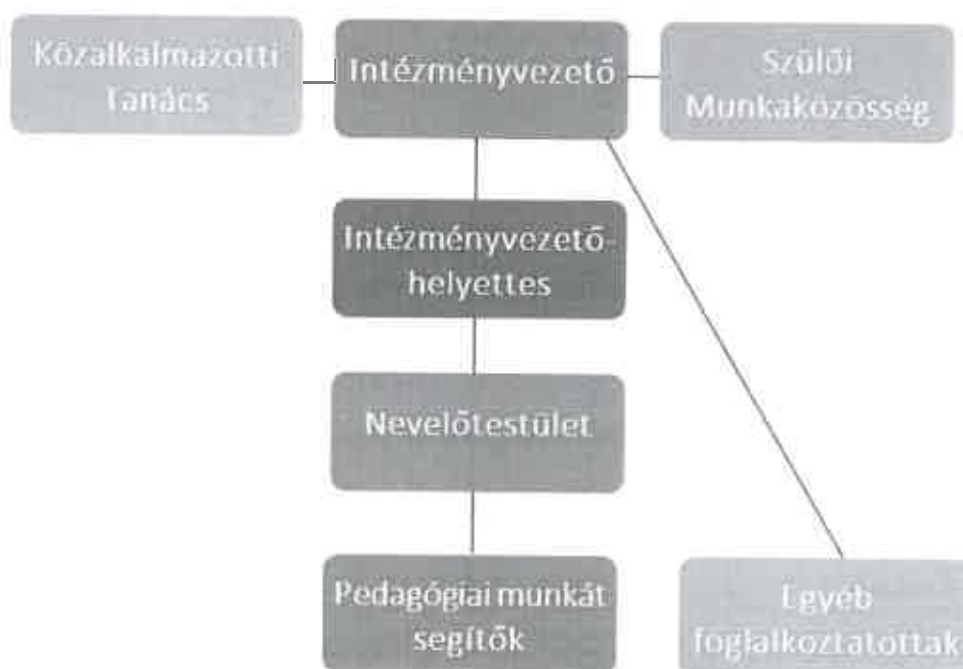 Közalkalmazotti
Tanács
Intézményvezető
Szülői
Munkaközösség
Intézményvezető-
helyettes
Nevelőtestület
Pedagógiai munkát
segítők
Egyéb
foglalkoztatottak